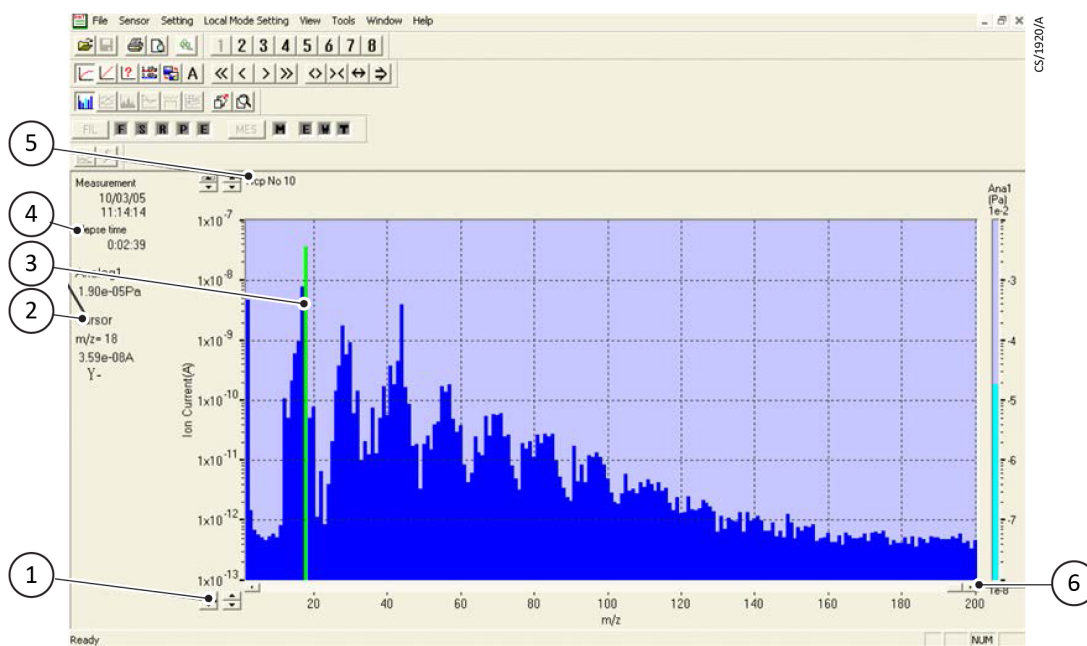 File Sensor Setting Local Mode Setting View Tools Window Help
CS/1920/A
1 2 3 4 5 6 7 8
A
FIL F S R P E MES M E W T
5
4
3
2
1
6
Measurement
10/03/05
11:14:14
lapse time
0:02:39
Analog1
1.90e-05Pa
ursor
m/z= 18
3.59e-08A
Y-
cp No 10
Ana1
(Pa)
1e-2
-3
-4
-5
-6
-7
1e-8
1x10-7
1x10-8
1x10-9
1x10-10
1x10-11
1x10-12
1x10-13
Ion Current(A)
20 40 60 80 100 120 140 160 180 200
m/z
Ready
NUM